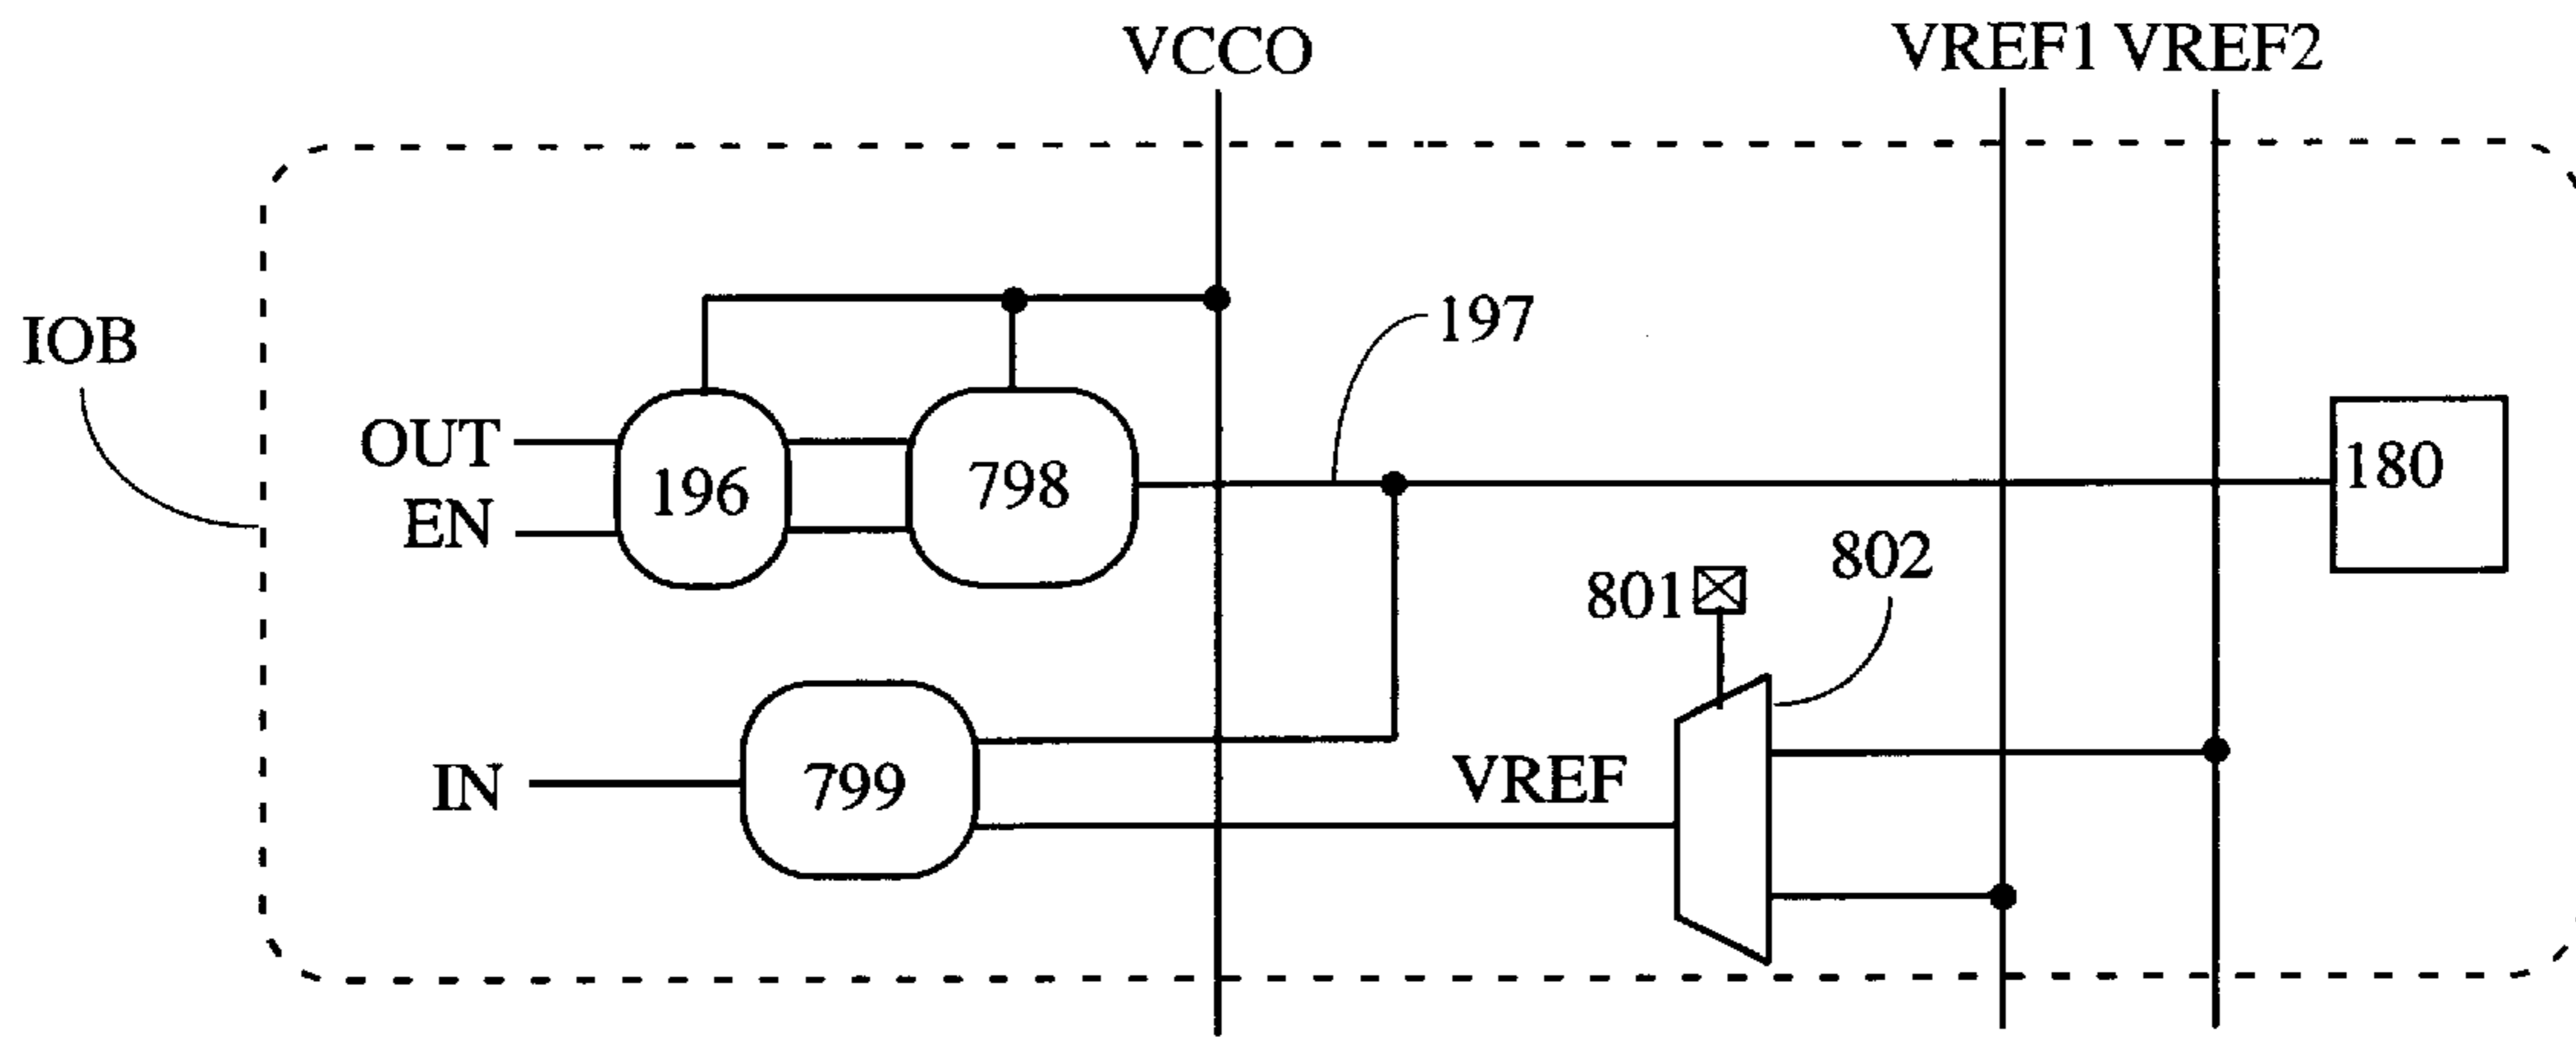 VCCO
VREF1 VREF2
IOB
197
OUT
EN
196
798
180
801
802
IN
799
VREF